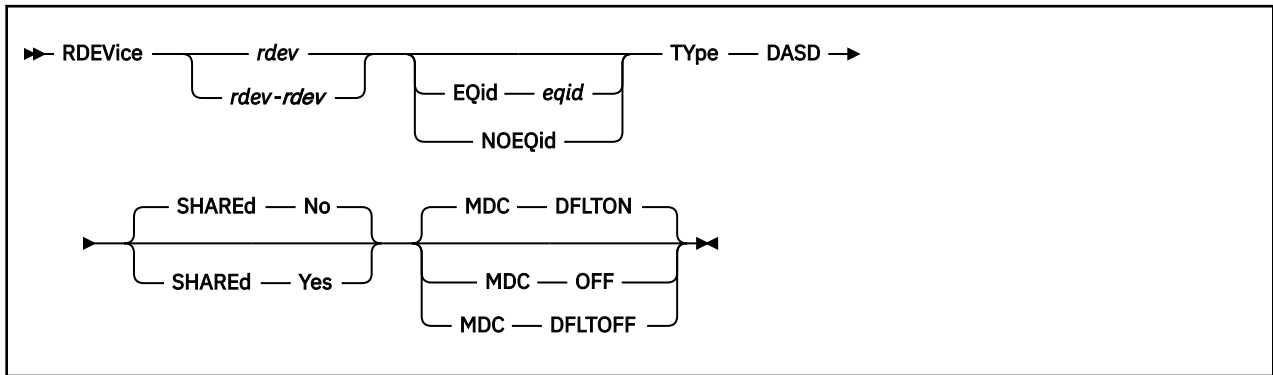 RDEVice rdev TYpe DASD
rdev-rdev
EQid eqid
NOEQid
SHAREd No MDC DFLTON
SHAREd Yes MDC OFF
MDC DFLTOFF